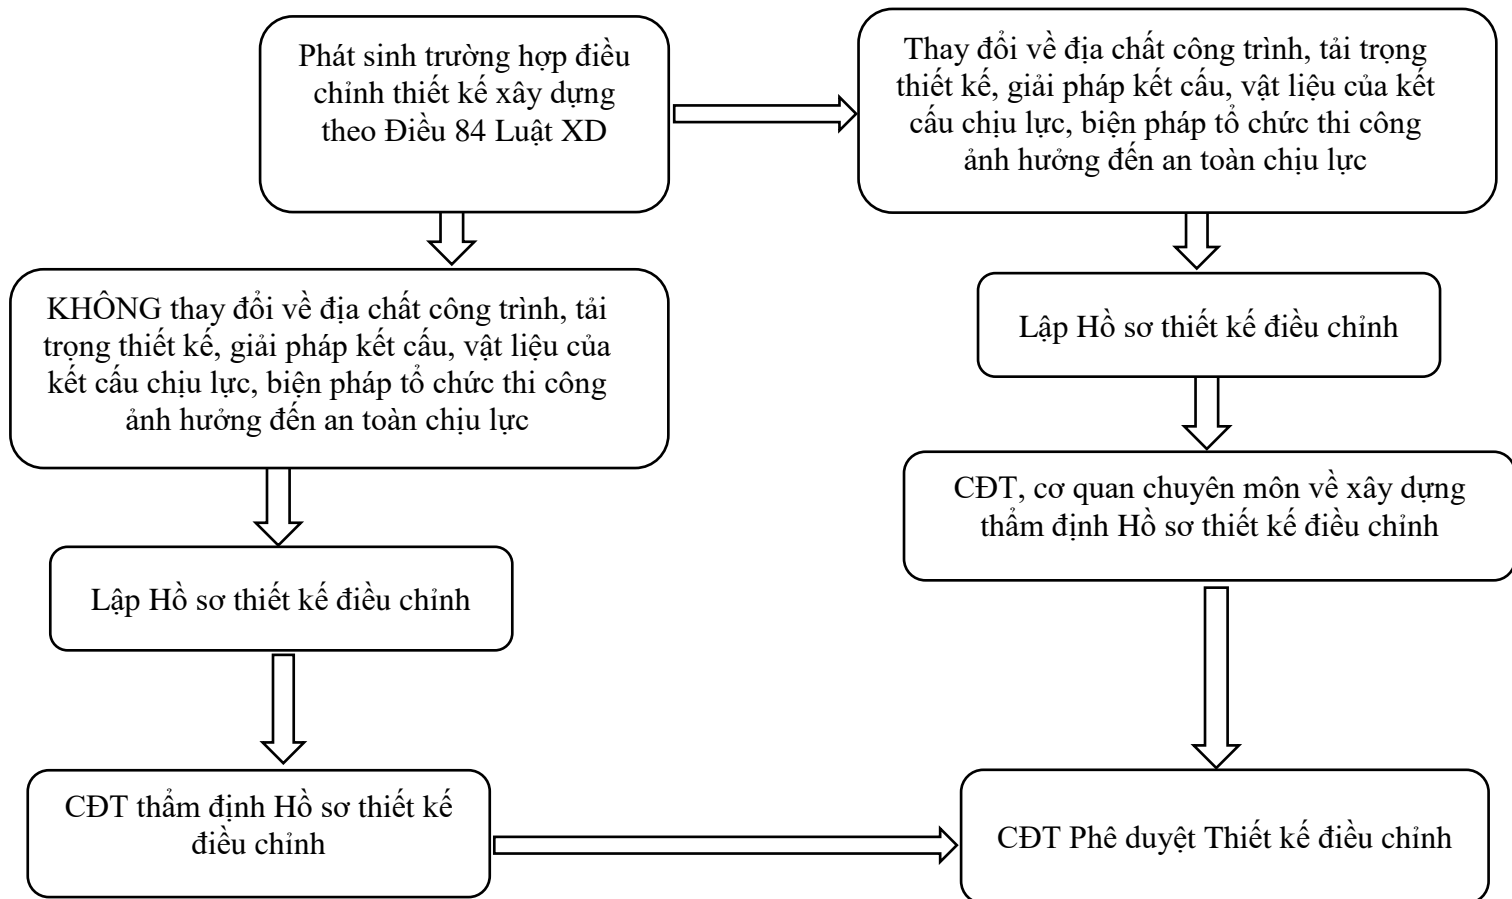 Phát sinh trường hợp điều
chỉnh thiết kế xây dựng
theo Điều 84 Luật XD
Thay đổi về địa chất công trình, tải trọng
thiết kế, giải pháp kết cấu, vật liệu của kết
cấu chịu lực, biện pháp tổ chức thi công
ảnh hưởng đến an toàn chịu lực
KHÔNG thay đổi về địa chất công trình, tải
trọng thiết kế, giải pháp kết cấu, vật liệu của
kết cấu chịu lực, biện pháp tổ chức thi công
ảnh hưởng đến an toàn chịu lực
Lập Hồ sơ thiết kế điều chỉnh
CĐT, cơ quan chuyên môn về xây dựng
thẩm định Hồ sơ thiết kế điều chỉnh
Lập Hồ sơ thiết kế điều chỉnh
CĐT thẩm định Hồ sơ thiết kế
điều chỉnh
CĐT Phê duyệt Thiết kế điều chỉnh